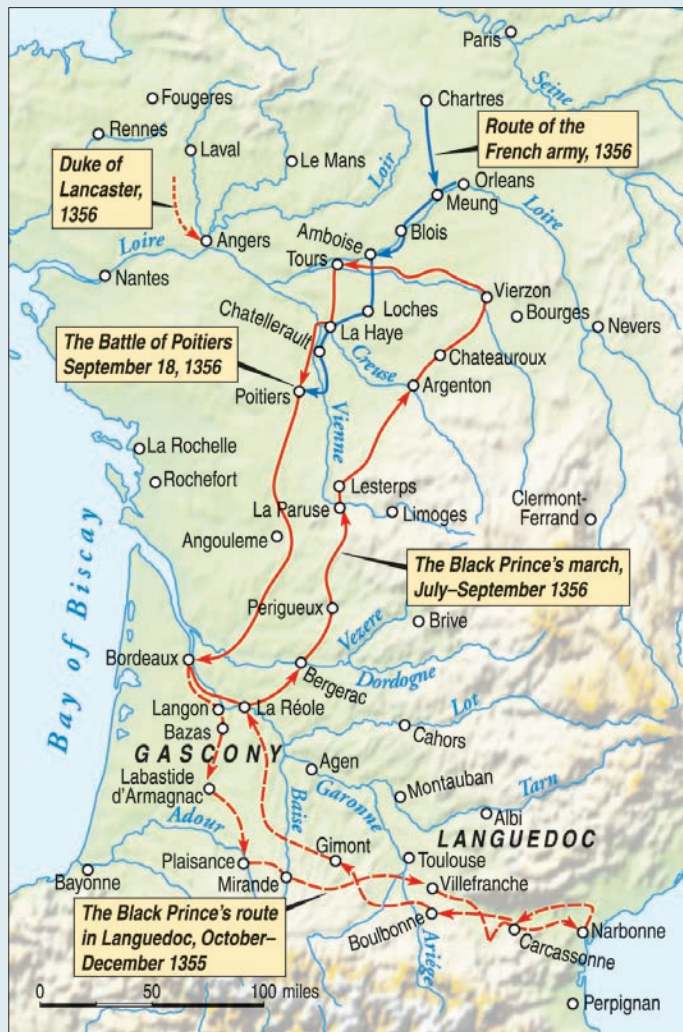 Paris
Seine
Fougeres
Chartres
Rennes
Laval
Le Mans
Route of the
French army, 1356
Duke of
Lancaster,
1356
Loir
Orleans
Meung
Loire
Blois
Amboise
Angers
Loire
Tours
Nantes
Vierzon
Loches
Bourges
Nevers
Chatellerault
La Haye
The Battle of Poitiers
September 18, 1356
Chateauroux
Creuse
Argenton
Poitiers
Vienne
La Rochelle
Rochefort
Lesterps
La Paruse
Limoges
Clermont-
Ferrand
Angouleme
Bay of Biscay
The Black Prince's march,
July–September 1356
Perigueux
Vezere
Brive
Bordeaux
Bergerac
Dordogne
Langon
La Réole
Lot
Bazas
Cahors
GASCONY
Agen
Labastide
d'Armagnac
Garonne
Montauban
Tarn
Baise
Albi
Adour
LANGUEDOC
Gimont
Plaisance
Toulouse
Bayonne
Mirande
Villefranche
The Black Prince's route
in Languedoc, October–
December 1355
Boulbonne
Narbonne
Carcassonne
Ariége
0 50 100 miles
Perpignan